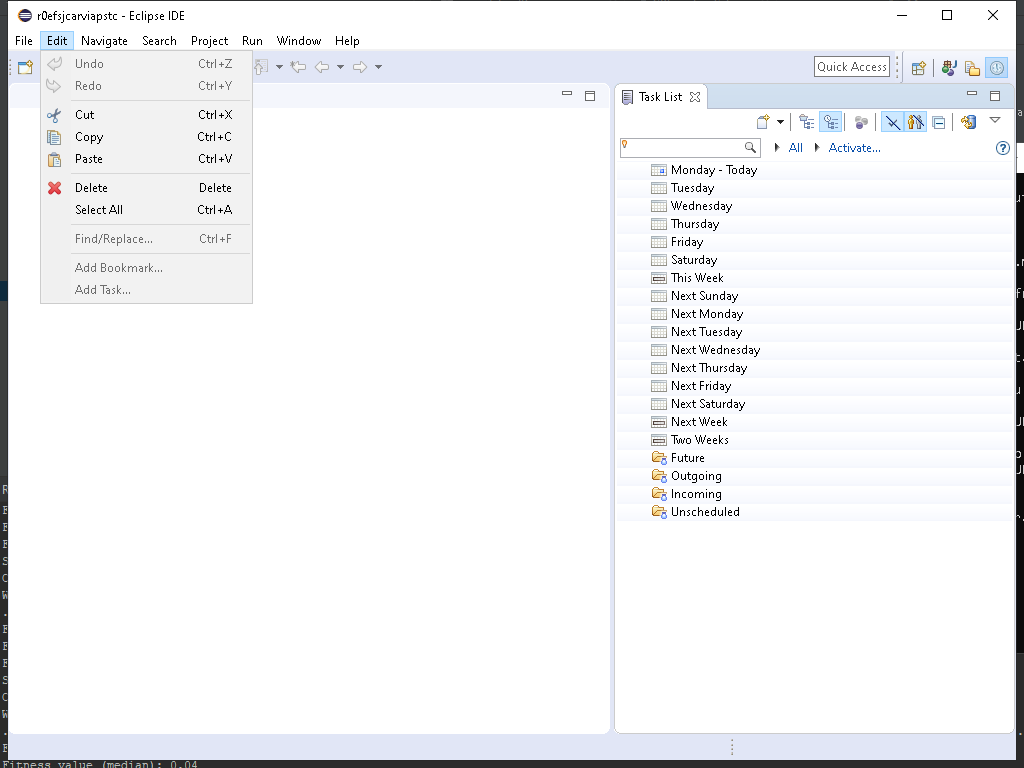 r0efsjcarviapstc - Eclipse IDE
File Edit Navigate Search Project Run Window Help
Undo Ctrl+Z
Redo Ctrl+Y
Cut Ctrl+X
Copy Ctrl+C
Paste Ctrl+V
Delete Delete
Select All Ctrl+A
Find/Replace... Ctrl+F
Add Bookmark...
Add Task...
Quick Access
Task List
All Activate...
Monday - Today
Tuesday
Wednesday
Thursday
Friday
Saturday
This Week
Next Sunday
Next Monday
Next Tuesday
Next Wednesday
Next Thursday
Next Friday
Next Saturday
Next Week
Two Weeks
Future
Outgoing
Incoming
Unscheduled
Fitness value (median): 0.04